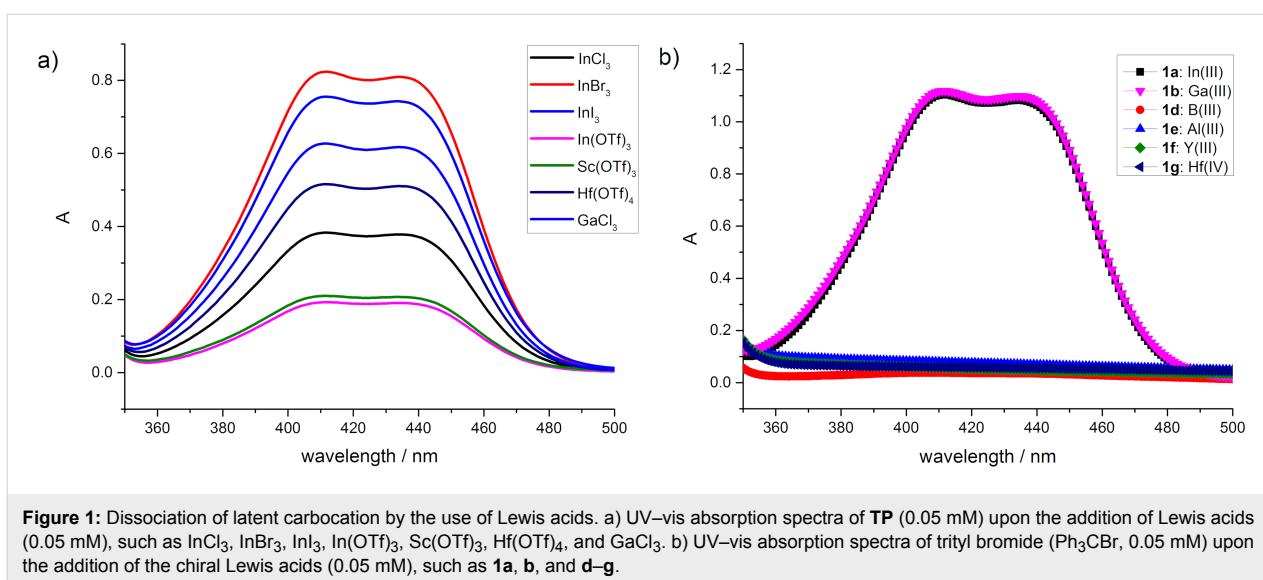 a)
InCl₃
InBr₃
InI₃
In(OTf)₃
Sc(OTf)₃
Hf(OTf)₄
GaCl₃
0.8
0.6
0.4
0.2
0.0
A
360 380 400 420 440 460 480 500
wavelength / nm
b)
1a: In(III)
1b: Ga(III)
1d: B(III)
1e: Al(III)
1f: Y(III)
1g: Hf(IV)
1.2
1.0
0.8
0.6
0.4
0.2
0.0
A
360 380 400 420 440 460 480 500
wavelength / nm
Figure 1: Dissociation of latent carbocation by the use of Lewis acids. a) UV–vis absorption spectra of TP (0.05 mM) upon the addition of Lewis acids
(0.05 mM), such as InCl₃, InBr₃, InI₃, In(OTf)₃, Sc(OTf)₃, Hf(OTf)₄, and GaCl₃. b) UV–vis absorption spectra of trityl bromide (Ph₃CBr, 0.05 mM) upon
the addition of the chiral Lewis acids (0.05 mM), such as 1a, b, and d–g.